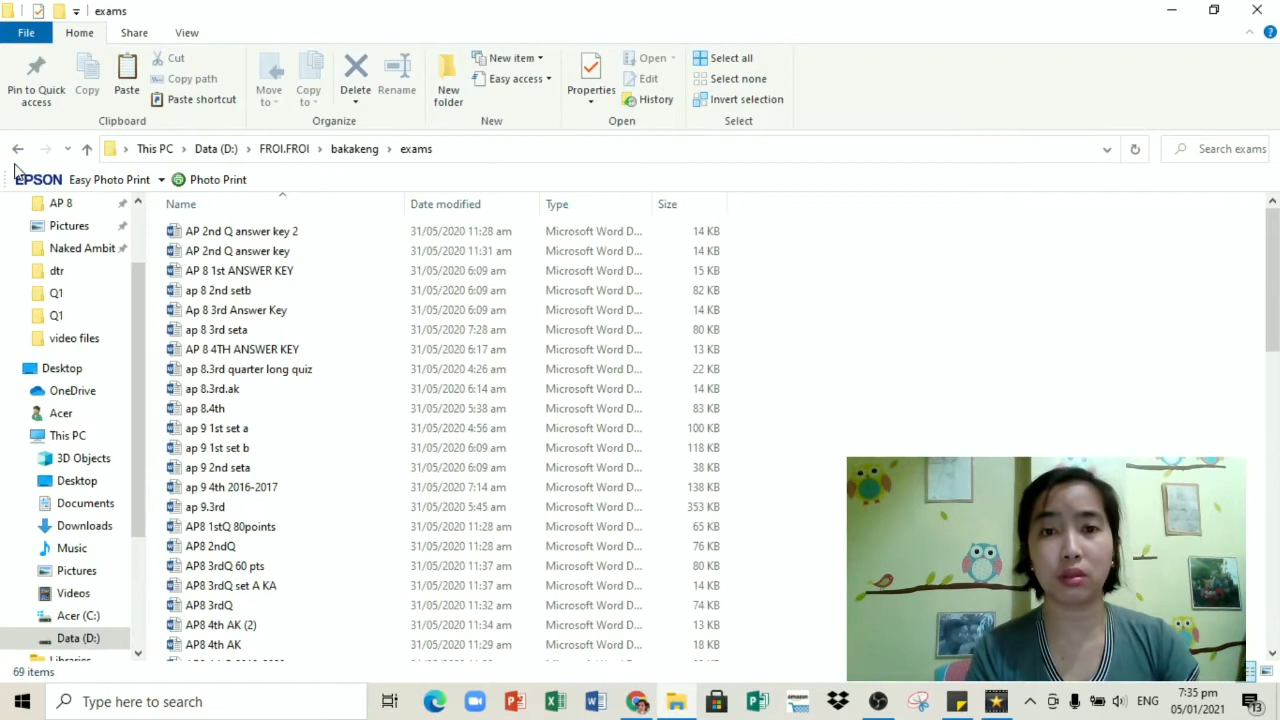 exams
File Home Share View
Pin to Quick access
Copy
Paste
Cut
Copy path
Paste shortcut
Clipboard
Move to
Copy to
Delete
Rename
Organize
New folder
New item
Easy access
New
Properties
Open
Edit
History
Open
Select all
Select none
Invert selection
Select
This PC Data (D:) FROI.FROI bakakeng exams
Search exams
EPSON Easy Photo Print Photo Print
AP 8
Pictures
Naked Ambit
dtr
Q1
Q1
video files
Desktop
OneDrive
Acer
This PC
3D Objects
Desktop
Documents
Downloads
Music
Pictures
Videos
Acer (C:)
Data (D:)
Libraries
Name Date modified Type Size
AP 2nd Q answer key 2 31/05/2020 11:28 am Microsoft Word D... 14 KB
AP 2nd Q answer key 31/05/2020 11:31 am Microsoft Word D... 14 KB
AP 8 1st ANSWER KEY 31/05/2020 6:09 am Microsoft Word D... 15 KB
ap 8 2nd setb 31/05/2020 6:09 am Microsoft Word D... 82 KB
Ap 8 3rd Answer Key 31/05/2020 6:09 am Microsoft Word D... 14 KB
ap 8 3rd seta 31/05/2020 7:28 am Microsoft Word D... 80 KB
AP 8 4TH ANSWER KEY 31/05/2020 6:17 am Microsoft Word D... 13 KB
ap 8.3rd quarter long quiz 31/05/2020 4:26 am Microsoft Word D... 22 KB
ap 8.3rd.ak 31/05/2020 6:14 am Microsoft Word D... 14 KB
ap 8.4th 31/05/2020 5:38 am Microsoft Word D... 83 KB
ap 9 1st set a 31/05/2020 4:56 am Microsoft Word D... 100 KB
ap 9 1st set b 31/05/2020 6:09 am Microsoft Word D... 118 KB
ap 9 2nd seta 31/05/2020 6:09 am Microsoft Word D... 38 KB
ap 9 4th 2016-2017 31/05/2020 7:14 am Microsoft Word D... 138 KB
ap 9.3rd 31/05/2020 5:45 am Microsoft Word D... 353 KB
AP8 1stQ 80points 31/05/2020 11:28 am Microsoft Word D... 65 KB
AP8 2ndQ 31/05/2020 11:28 am Microsoft Word D... 76 KB
AP8 3rdQ 60 pts 31/05/2020 11:37 am Microsoft Word D... 80 KB
AP8 3rdQ set A KA 31/05/2020 11:37 am Microsoft Word D... 14 KB
AP8 3rdQ 31/05/2020 11:32 am Microsoft Word D... 74 KB
AP8 4th AK (2) 31/05/2020 11:34 am Microsoft Word D... 13 KB
AP8 4th AK 31/05/2020 11:29 am Microsoft Word D... 18 KB
69 items
Type here to search
ENG
7:35 pm
05/01/2021
13